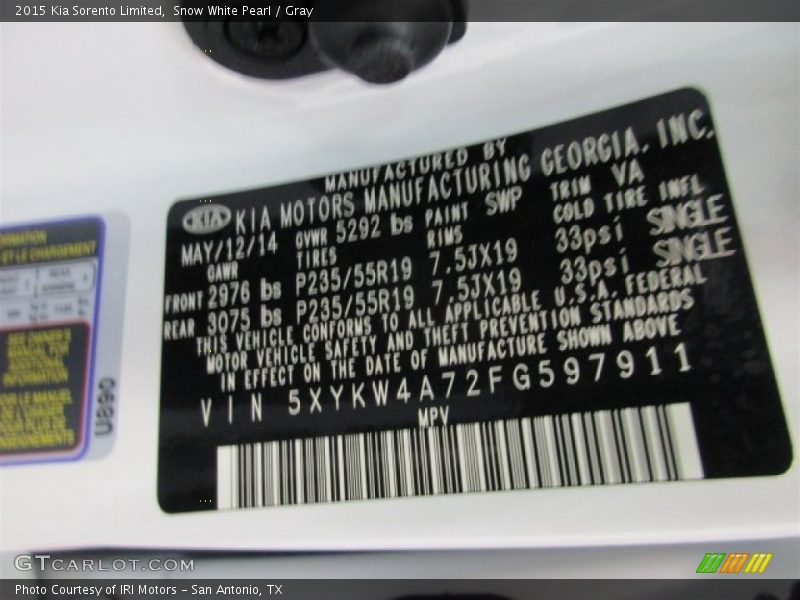 2015 Kia Sorento Limited, Snow White Pearl / Gray
MANUFACTURED BY
KIA KIA MOTORS MANUFACTURING GEORGIA, INC.
MAY/12/14 GVWR 5292 lbs PAINT SWP TRIM VA
GAWR TIRES RIMS COLD TIRE INFL
FRONT 2976 lbs P235/55R19 7.5JX19 33psi SINGLE
REAR 3075 lbs P235/55R19 7.5JX19 33psi SINGLE
THIS VEHICLE CONFORMS TO ALL APPLICABLE U.S.A. FEDERAL
MOTOR VEHICLE SAFETY AND THEFT PREVENTION STANDARDS
IN EFFECT ON THE DATE OF MANUFACTURE SHOWN ABOVE
VIN 5XYKW4A72FG597911
MPV
ET LE CHARGEMENT
U890
GTCARLOT.COM
Photo Courtesy of IRI Motors – San Antonio, TX